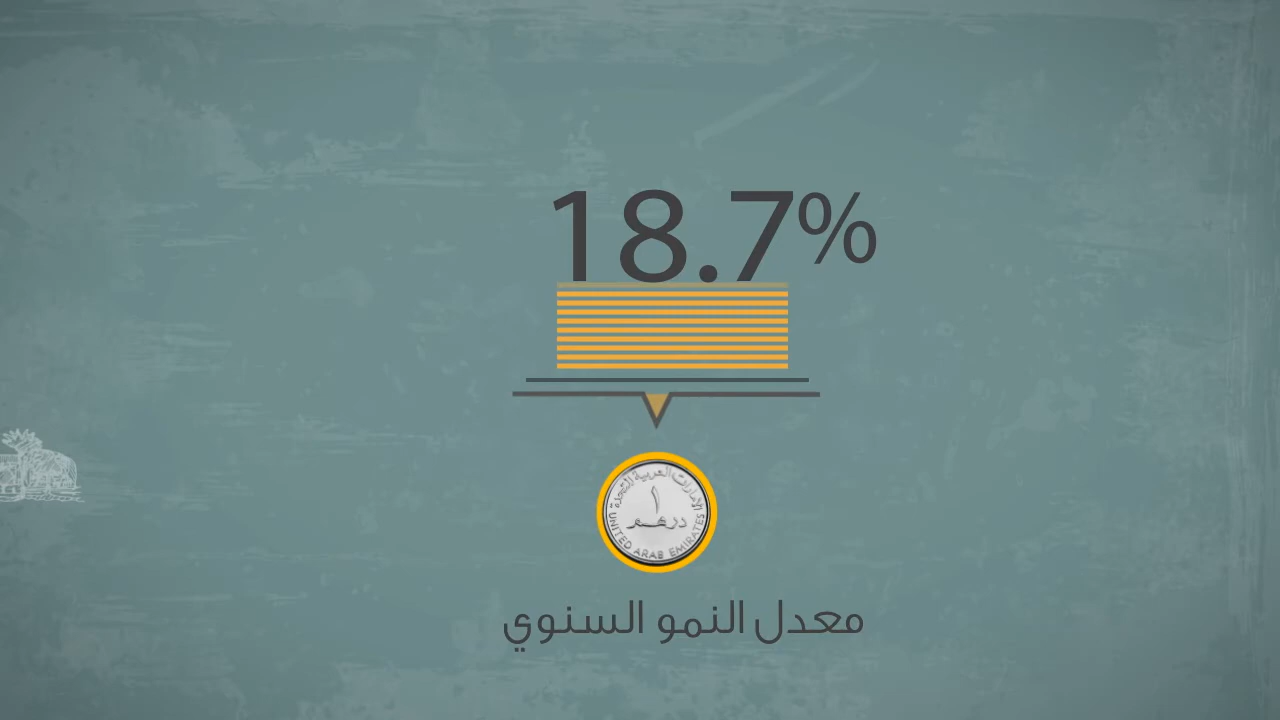 18.7%
الإمارات العربية المتحدة
١
درهم
UNITED ARAB EMIRATES
معدل النمو السنوي